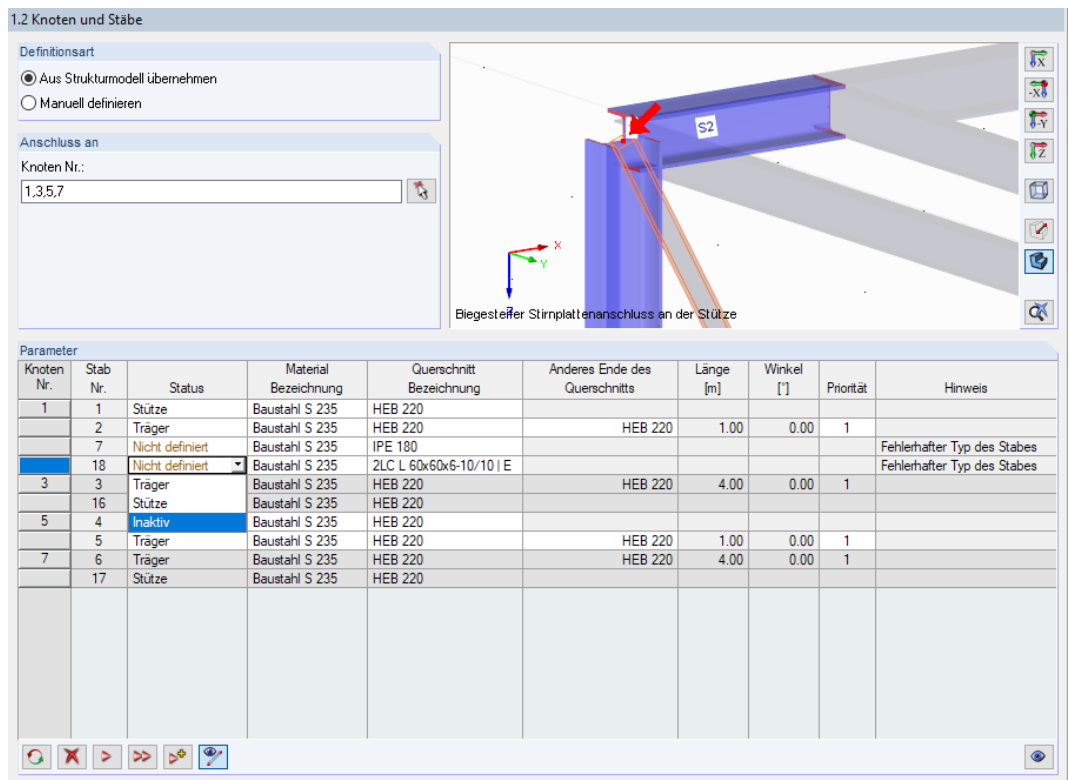 1.2 Knoten und Stäbe
Definitionsart
Aus Strukturmodell übernehmen
Manuell definieren
Anschluss an
Knoten Nr.:
1,3,5,7
S2
X
Y
Z
Biegesteifer Stirnplattenanschluss an der Stütze
X
-X
-Y
Z
Parameter
Knoten Nr. Stab Nr. Status Material Bezeichnung Querschnitt Bezeichnung Anderes Ende des Querschnitts Länge [m] Winkel [°] Priorität Hinweis
1 1 Stütze Baustahl S 235 HEB 220
2 Träger Baustahl S 235 HEB 220 HEB 220 1.00 0.00 1
7 Nicht definiert Baustahl S 235 IPE 180 Fehlerhafter Typ des Stabes
18 Nicht definiert Baustahl S 235 2LC L 60x60x6-10/10 | E Fehlerhafter Typ des Stabes
3 3 Träger Baustahl S 235 HEB 220 HEB 220 4.00 0.00 1
16 Stütze Baustahl S 235 HEB 220
5 4 Inaktiv Baustahl S 235 HEB 220
5 Träger Baustahl S 235 HEB 220 HEB 220 1.00 0.00 1
7 6 Träger Baustahl S 235 HEB 220 HEB 220 4.00 0.00 1
17 Stütze Baustahl S 235 HEB 220